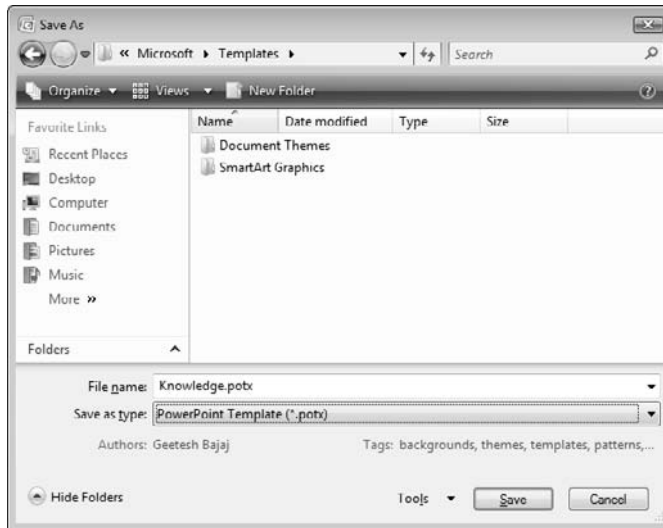 Save As
« Microsoft Templates Search
Organize Views New Folder
Favorite Links
Recent Places
Desktop
Computer
Documents
Pictures
Music
More »
Folders
Name Date modified Type Size
Document Themes
SmartArt Graphics
File name: Knowledge.potx
Save as type: PowerPoint Template (*.potx)
Authors: Geetesh Bajaj Tags: backgrounds, themes, templates, patterns,...
Hide Folders Tools Save Cancel